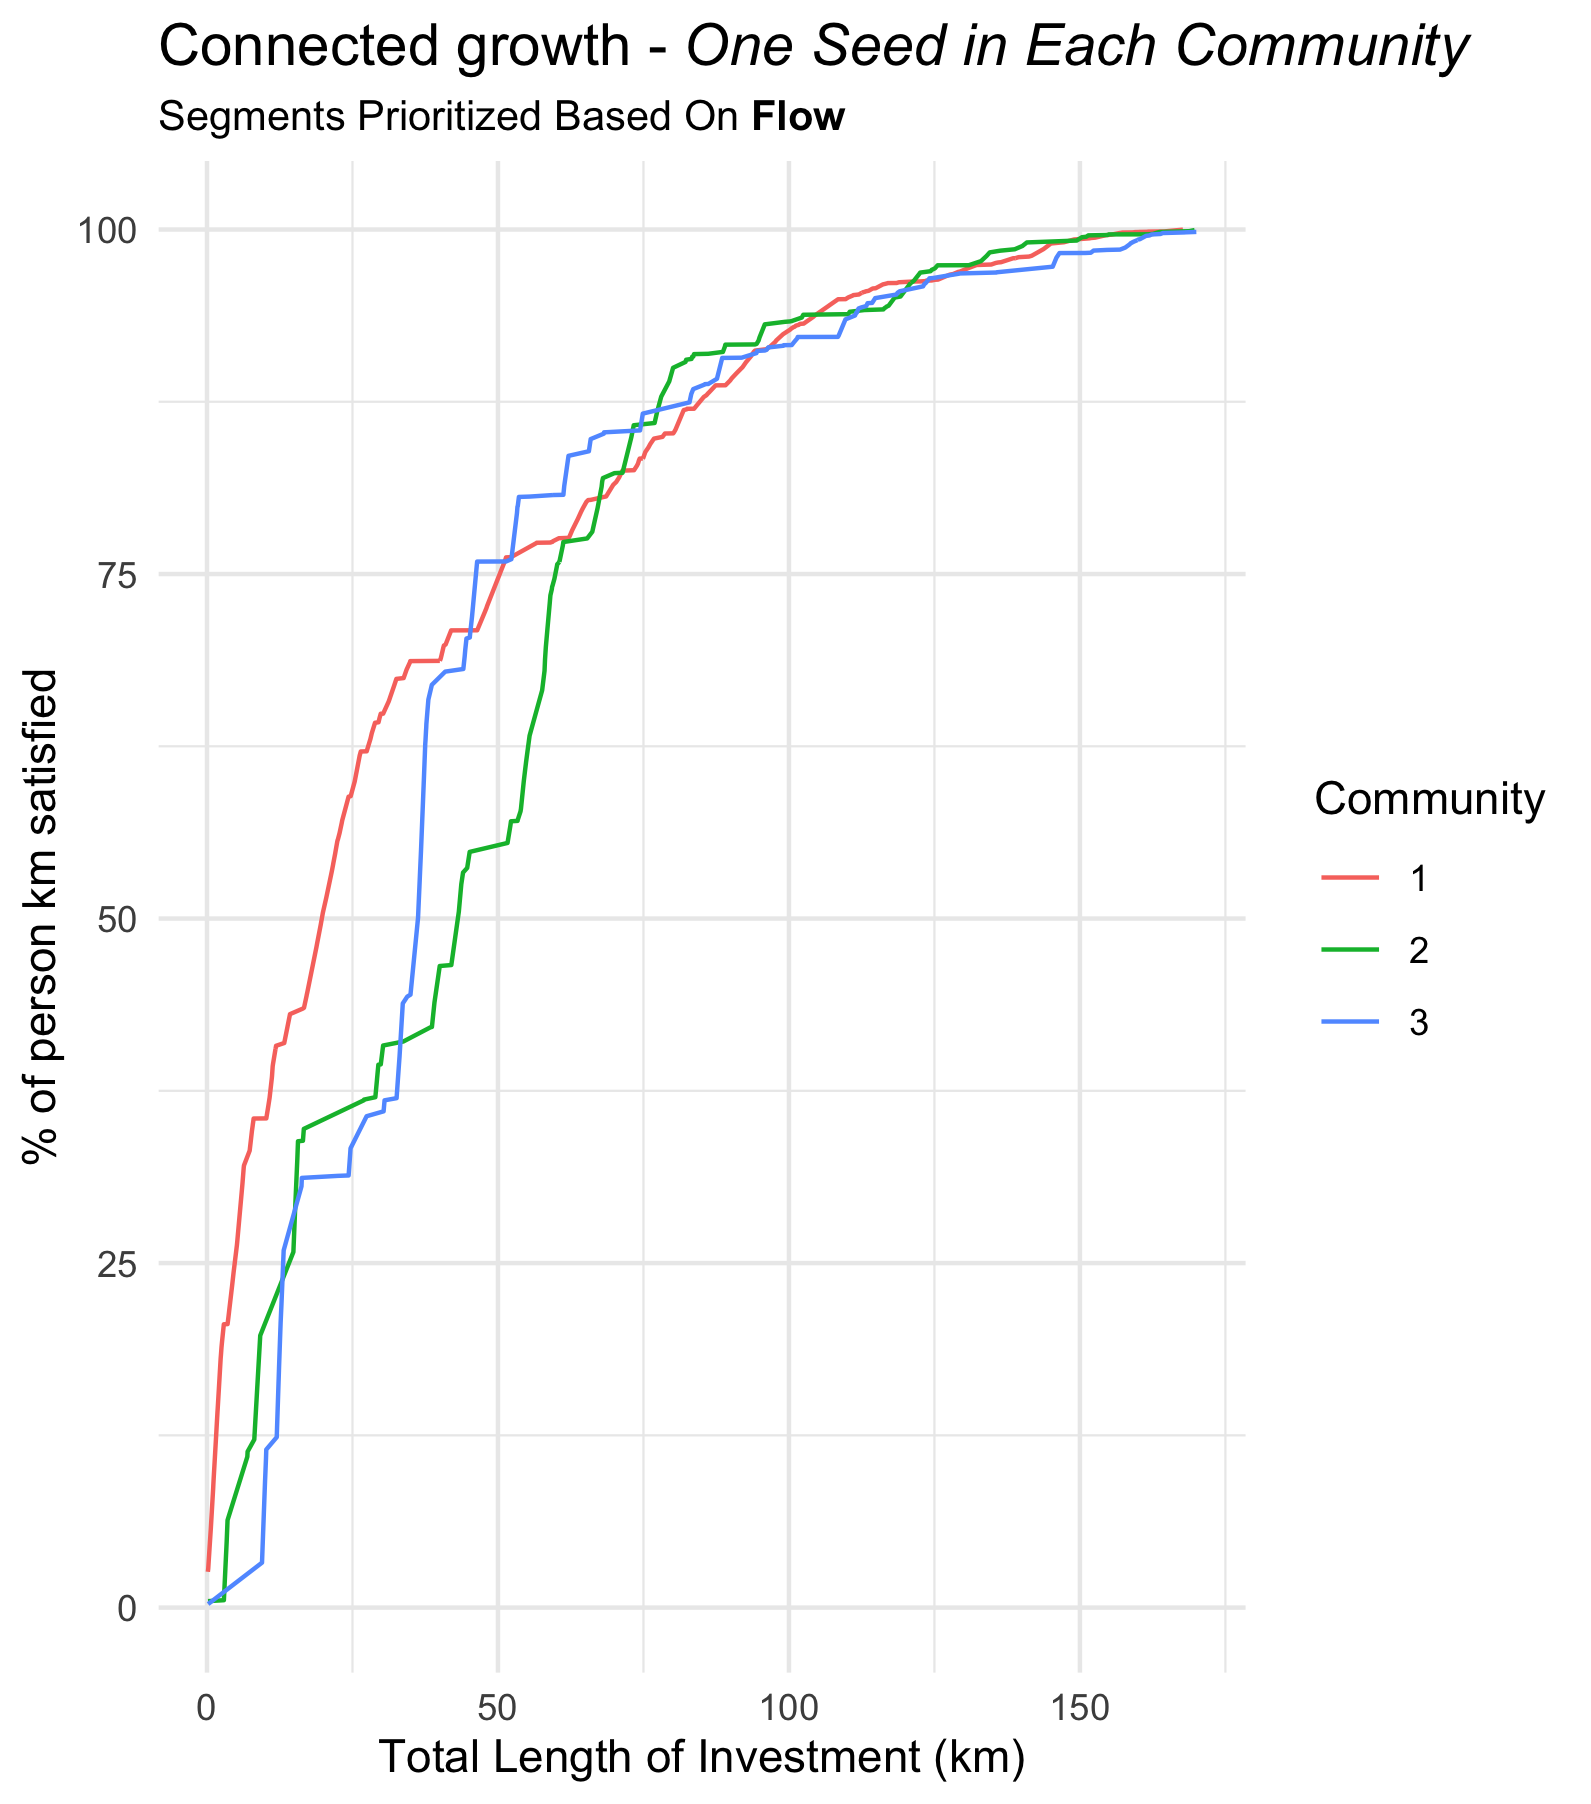 Connected growth - One Seed in Each Community
Segments Prioritized Based On Flow
% of person km satisfied
100
75
50
25
0
0
50
100
150
Total Length of Investment (km)
Community
1
2
3